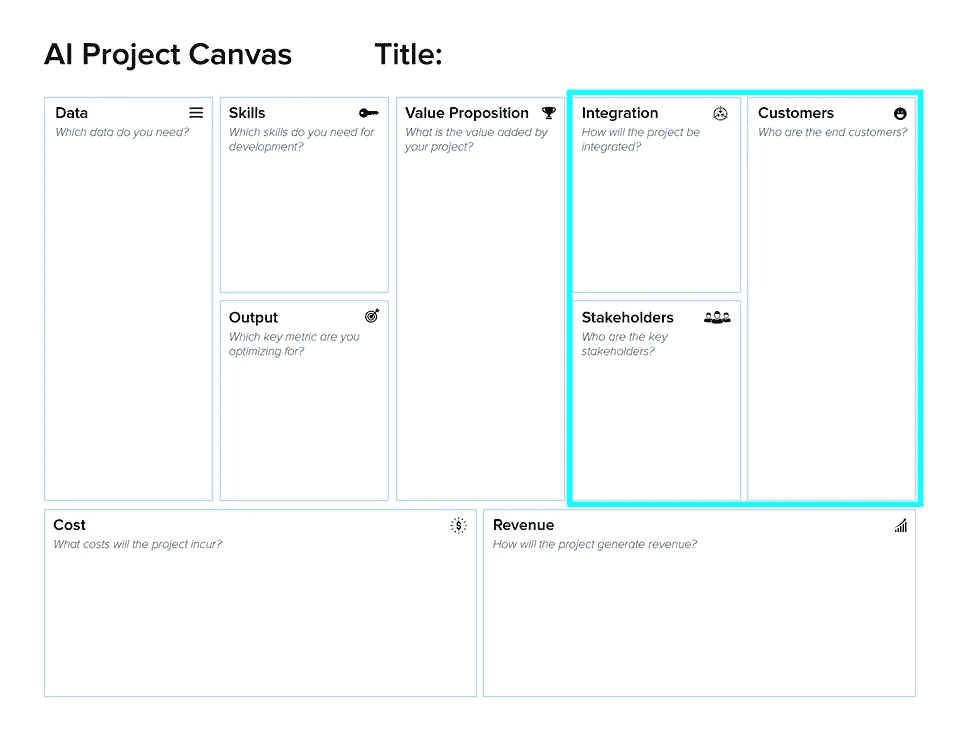 AI Project Canvas
Title:
Data
Which data do you need?
Skills
Which skills do you need for
development?
Output
Which key metric are you
optimizing for?
Value Proposition
What is the value added by
your project?
Integration
How will the project be
integrated?
Stakeholders
Who are the key
stakeholders?
Customers
Who are the end customers?
Cost
What costs will the project incur?
Revenue
How will the project generate revenue?